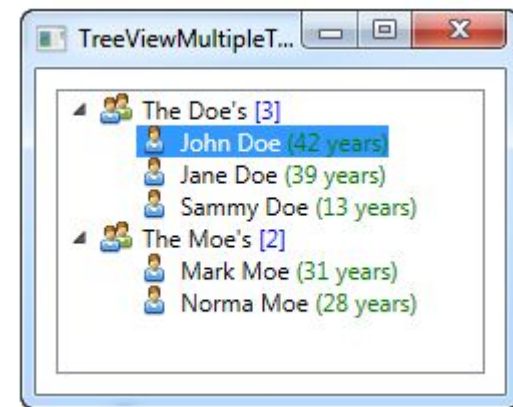 TreeViewMultipleT...
The Doe's [3]
John Doe (42 years)
Jane Doe (39 years)
Sammy Doe (13 years)
The Moe's [2]
Mark Moe (31 years)
Norma Moe (28 years)